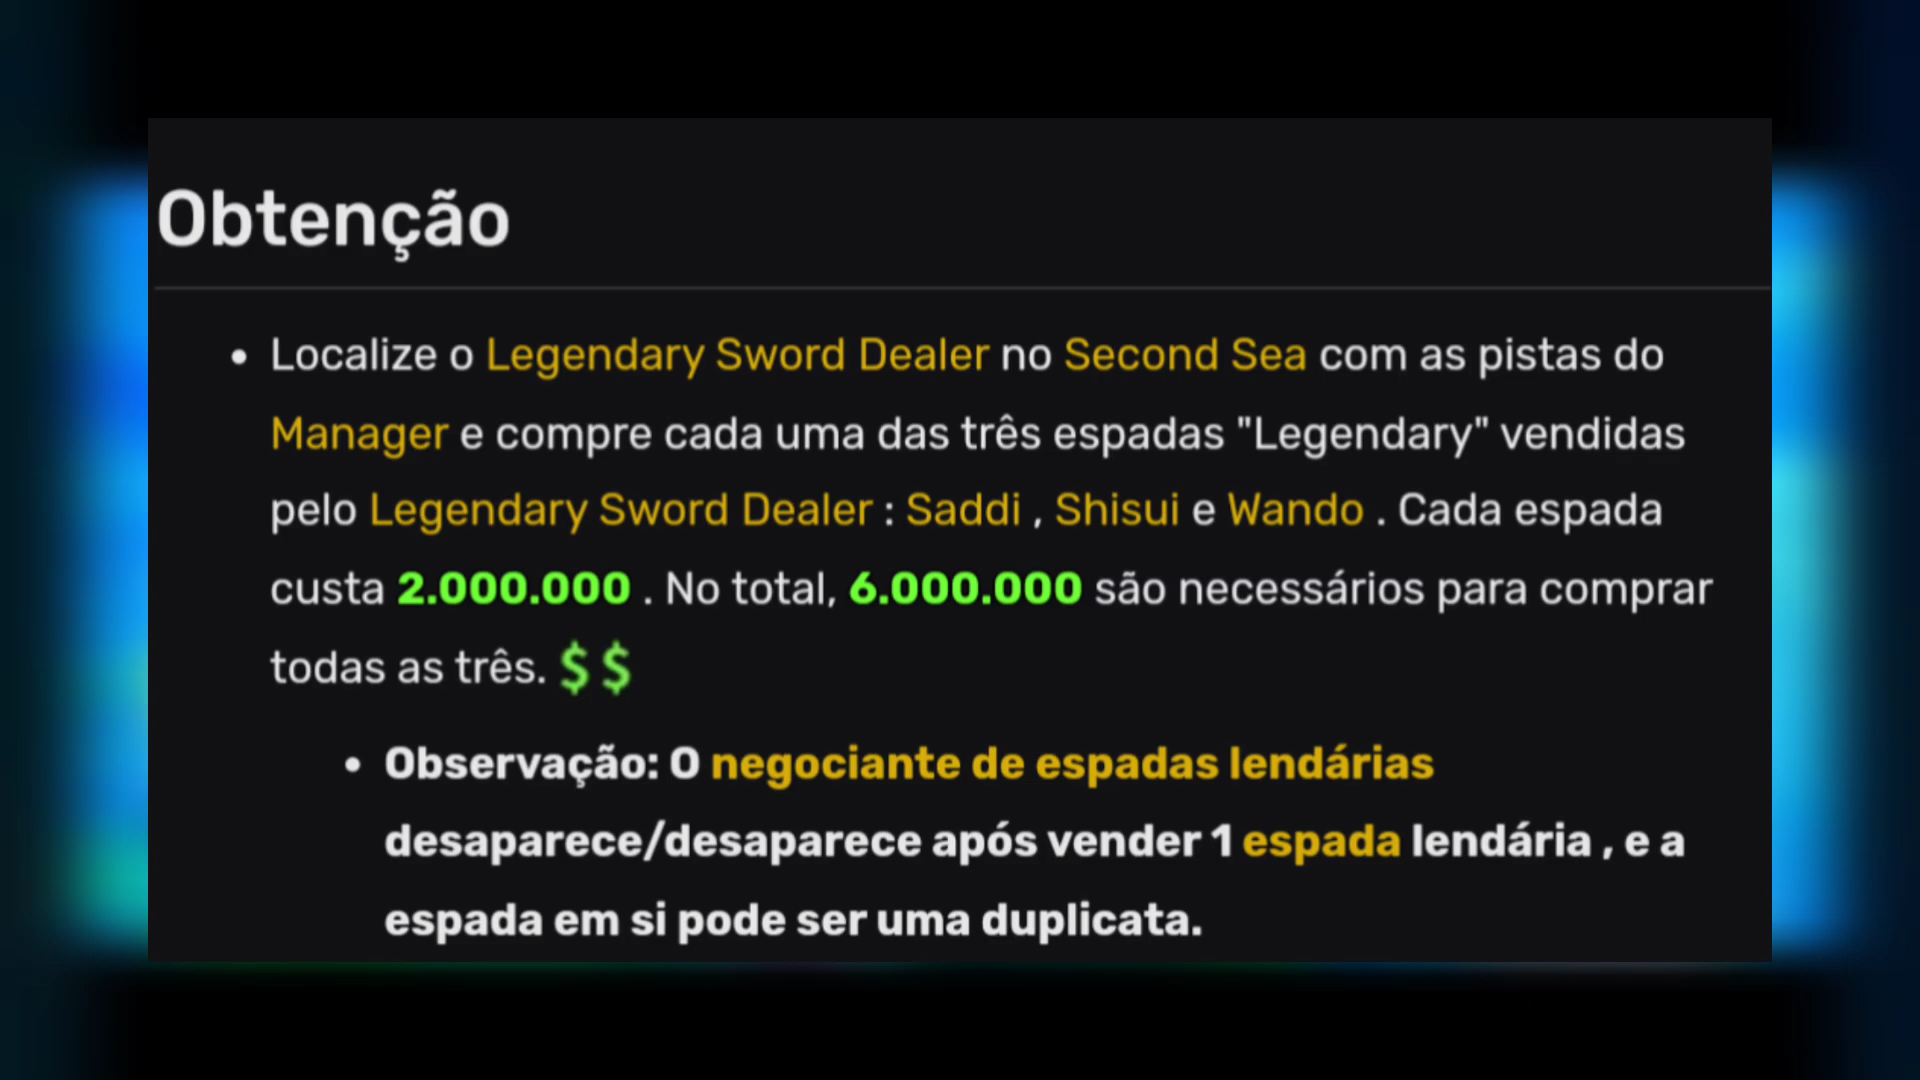 Obtenção
• Localize o Legendary Sword Dealer no Second Sea com as pistas do
Manager e compre cada uma das três espadas "Legendary" vendidas
pelo Legendary Sword Dealer : Saddi , Shisui e Wando . Cada espada
custa 2.000.000 . No total, 6.000.000 são necessários para comprar
todas as três. $ $
• Observação: O negociante de espadas lendárias
desaparece/desaparece após vender 1 espada lendária , e a
espada em si pode ser uma duplicata.